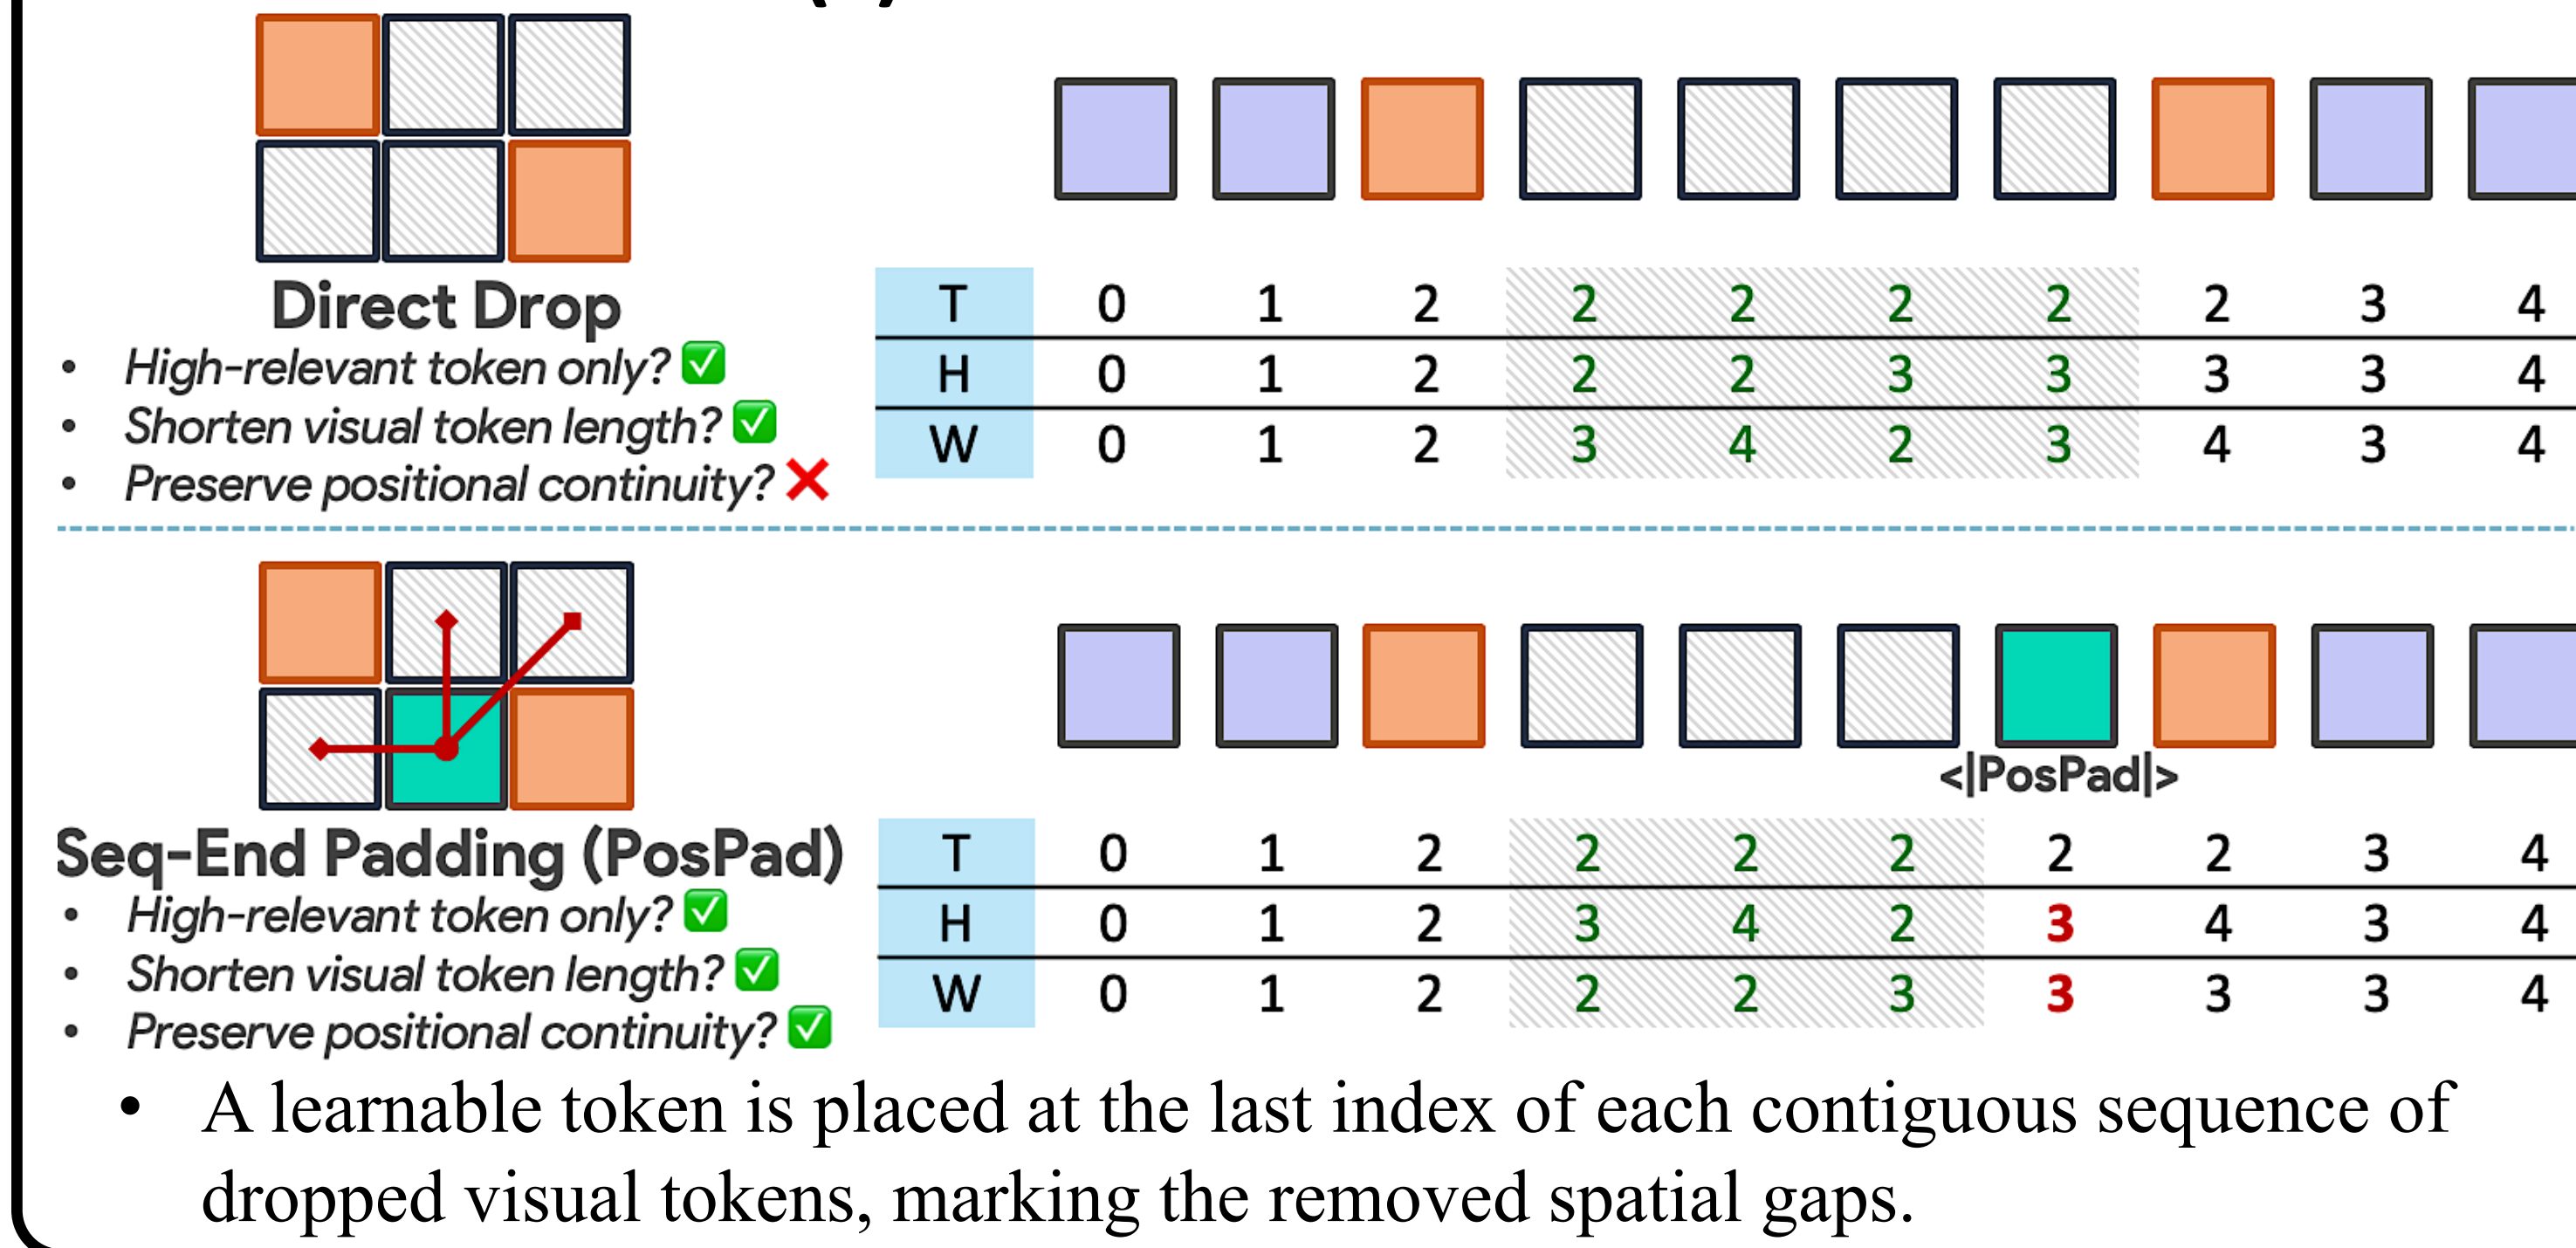 Direct Drop
• High-relevant token only? ✅
• Shorten visual token length? ✅
• Preserve positional continuity? ❌
T 0 1 2 2 2 2 2 2 3 4
H 0 1 2 2 2 3 3 3 3 4
W 0 1 2 3 4 2 3 4 3 4
<|PosPad|>
Seq-End Padding (PosPad)
• High-relevant token only? ✅
• Shorten visual token length? ✅
• Preserve positional continuity? ✅
T 0 1 2 2 2 2 2 2 3 4
H 0 1 2 3 4 2 3 4 3 4
W 0 1 2 2 2 3 3 3 3 4
• A learnable token is placed at the last index of each contiguous sequence of
dropped visual tokens, marking the removed spatial gaps.